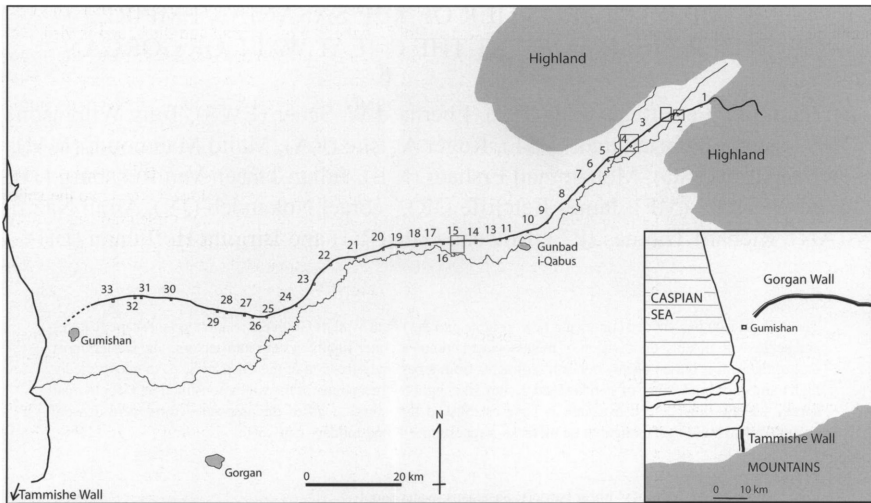 Highland
Highland
1
2
3
4
5
6
7
8
9
10
11
13
14
15
16
17
18
19
20
21
22
23
24
25
26
27
28
29
30
31
32
33
Gunbad
i-Qabus
Gumishan
Gorgan
N
0 20 km
Tammishe Wall
CASPIAN
SEA
Gorgan Wall
Gumishan
Tammishe Wall
MOUNTAINS
0 10 km